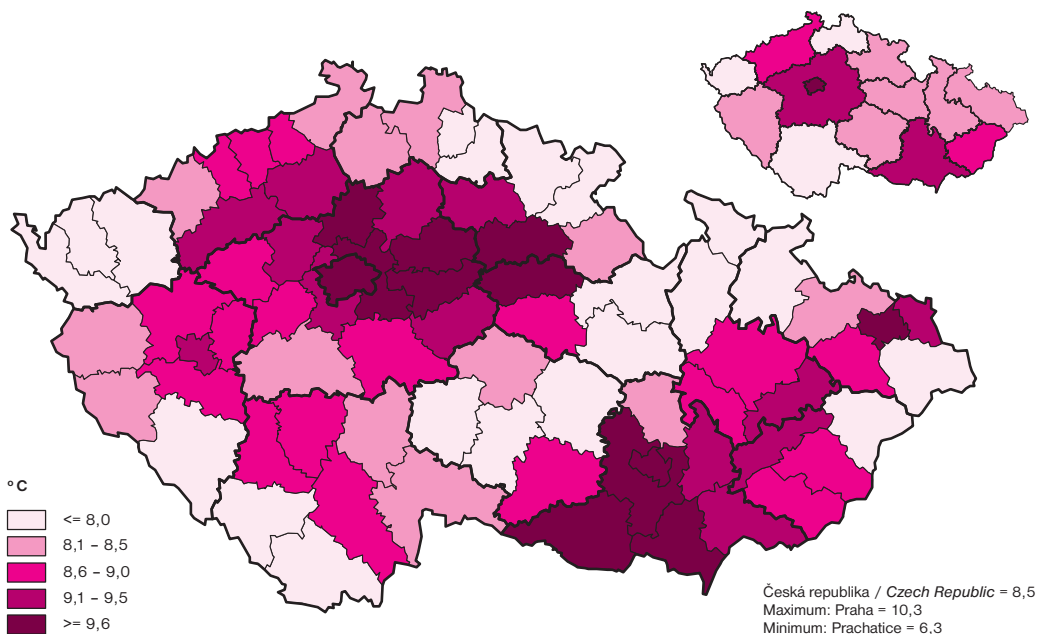 °C
<= 8,0
8,1 – 8,5
8,6 – 9,0
9,1 – 9,5
>= 9,6
Česká republika / Czech Republic = 8,5
Maximum: Praha = 10,3
Minimum: Prachatice = 6,3